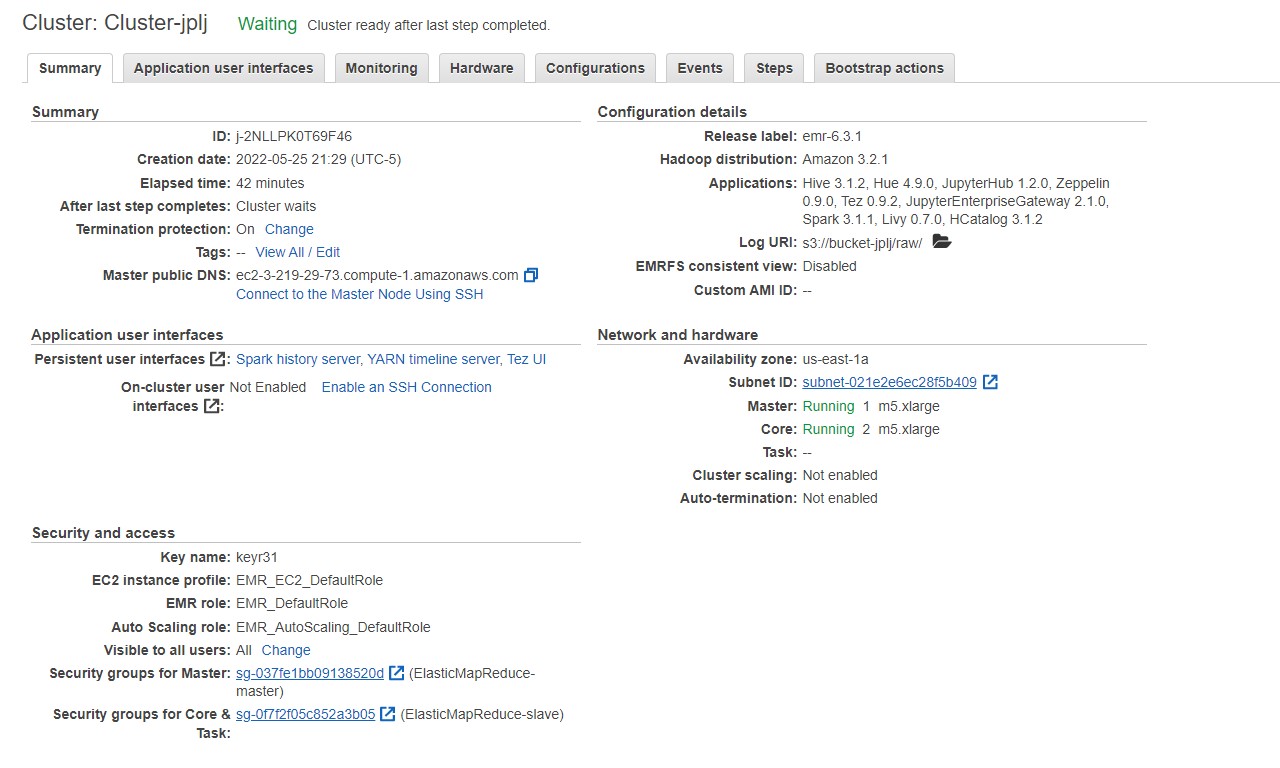 Cluster: Cluster-jplj Waiting Cluster ready after last step completed.
Summary Application user interfaces Monitoring Hardware Configurations Events Steps Bootstrap actions
Summary
ID: j-2NLLPK0T69F46
Creation date: 2022-05-25 21:29 (UTC-5)
Elapsed time: 42 minutes
After last step completes: Cluster waits
Termination protection: On Change
Tags: -- View All / Edit
Master public DNS: ec2-3-219-29-73.compute-1.amazonaws.com
Connect to the Master Node Using SSH
Configuration details
Release label: emr-6.3.1
Hadoop distribution: Amazon 3.2.1
Applications: Hive 3.1.2, Hue 4.9.0, JupyterHub 1.2.0, Zeppelin
0.9.0, Tez 0.9.2, JupyterEnterpriseGateway 2.1.0,
Spark 3.1.1, Livy 0.7.0, HCatalog 3.1.2
Log URI: s3://bucket-jplj/raw/
EMRFS consistent view: Disabled
Custom AMI ID: --
Application user interfaces
Persistent user interfaces : Spark history server, YARN timeline server, Tez UI
On-cluster user Not Enabled Enable an SSH Connection
interfaces :
Network and hardware
Availability zone: us-east-1a
Subnet ID: subnet-021e2e6ec28f5b409
Master: Running 1 m5.xlarge
Core: Running 2 m5.xlarge
Task: --
Cluster scaling: Not enabled
Auto-termination: Not enabled
Security and access
Key name: keyr31
EC2 instance profile: EMR_EC2_DefaultRole
EMR role: EMR_DefaultRole
Auto Scaling role: EMR_AutoScaling_DefaultRole
Visible to all users: All Change
Security groups for Master: sg-037fe1bb09138520d (ElasticMapReduce-
master)
Security groups for Core & sg-0f7f2f05c852a3b05 (ElasticMapReduce-slave)
Task: